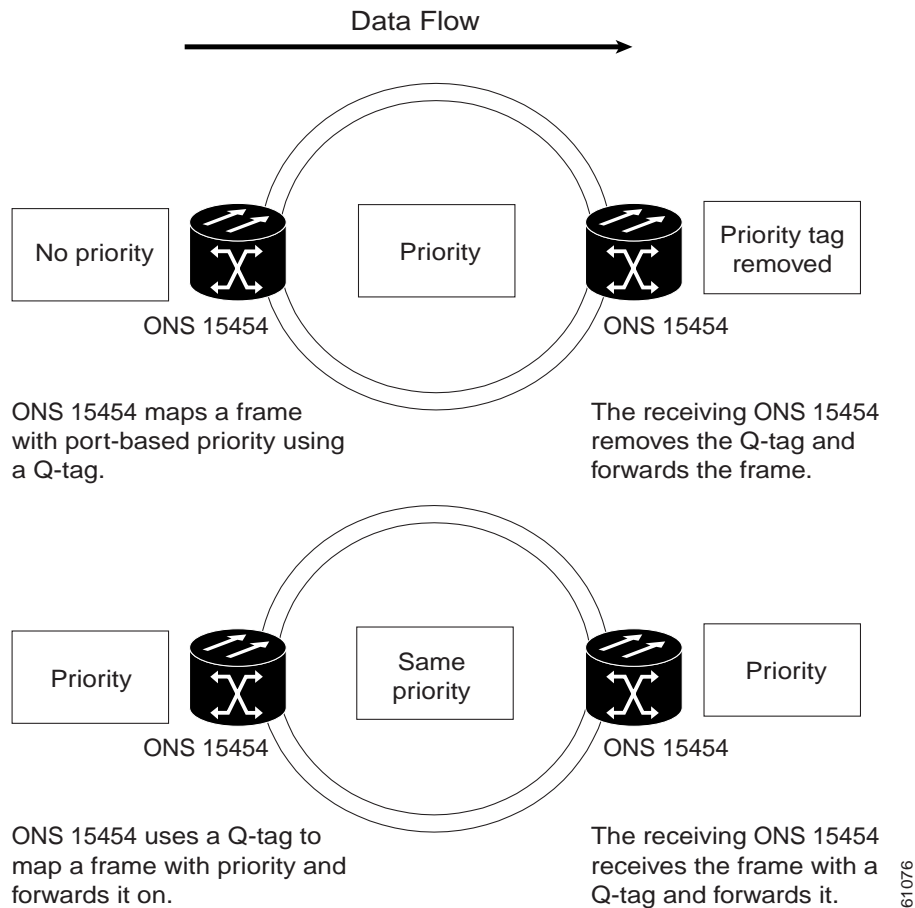 Data Flow
No priority
Priority
Priority tag
removed
ONS 15454
ONS 15454
ONS 15454 maps a frame
with port-based priority using
a Q-tag.
The receiving ONS 15454
removes the Q-tag and
forwards the frame.
Priority
Same
priority
Priority
ONS 15454
ONS 15454
ONS 15454 uses a Q-tag to
map a frame with priority and
forwards it on.
The receiving ONS 15454
receives the frame with a
Q-tag and forwards it.
61076